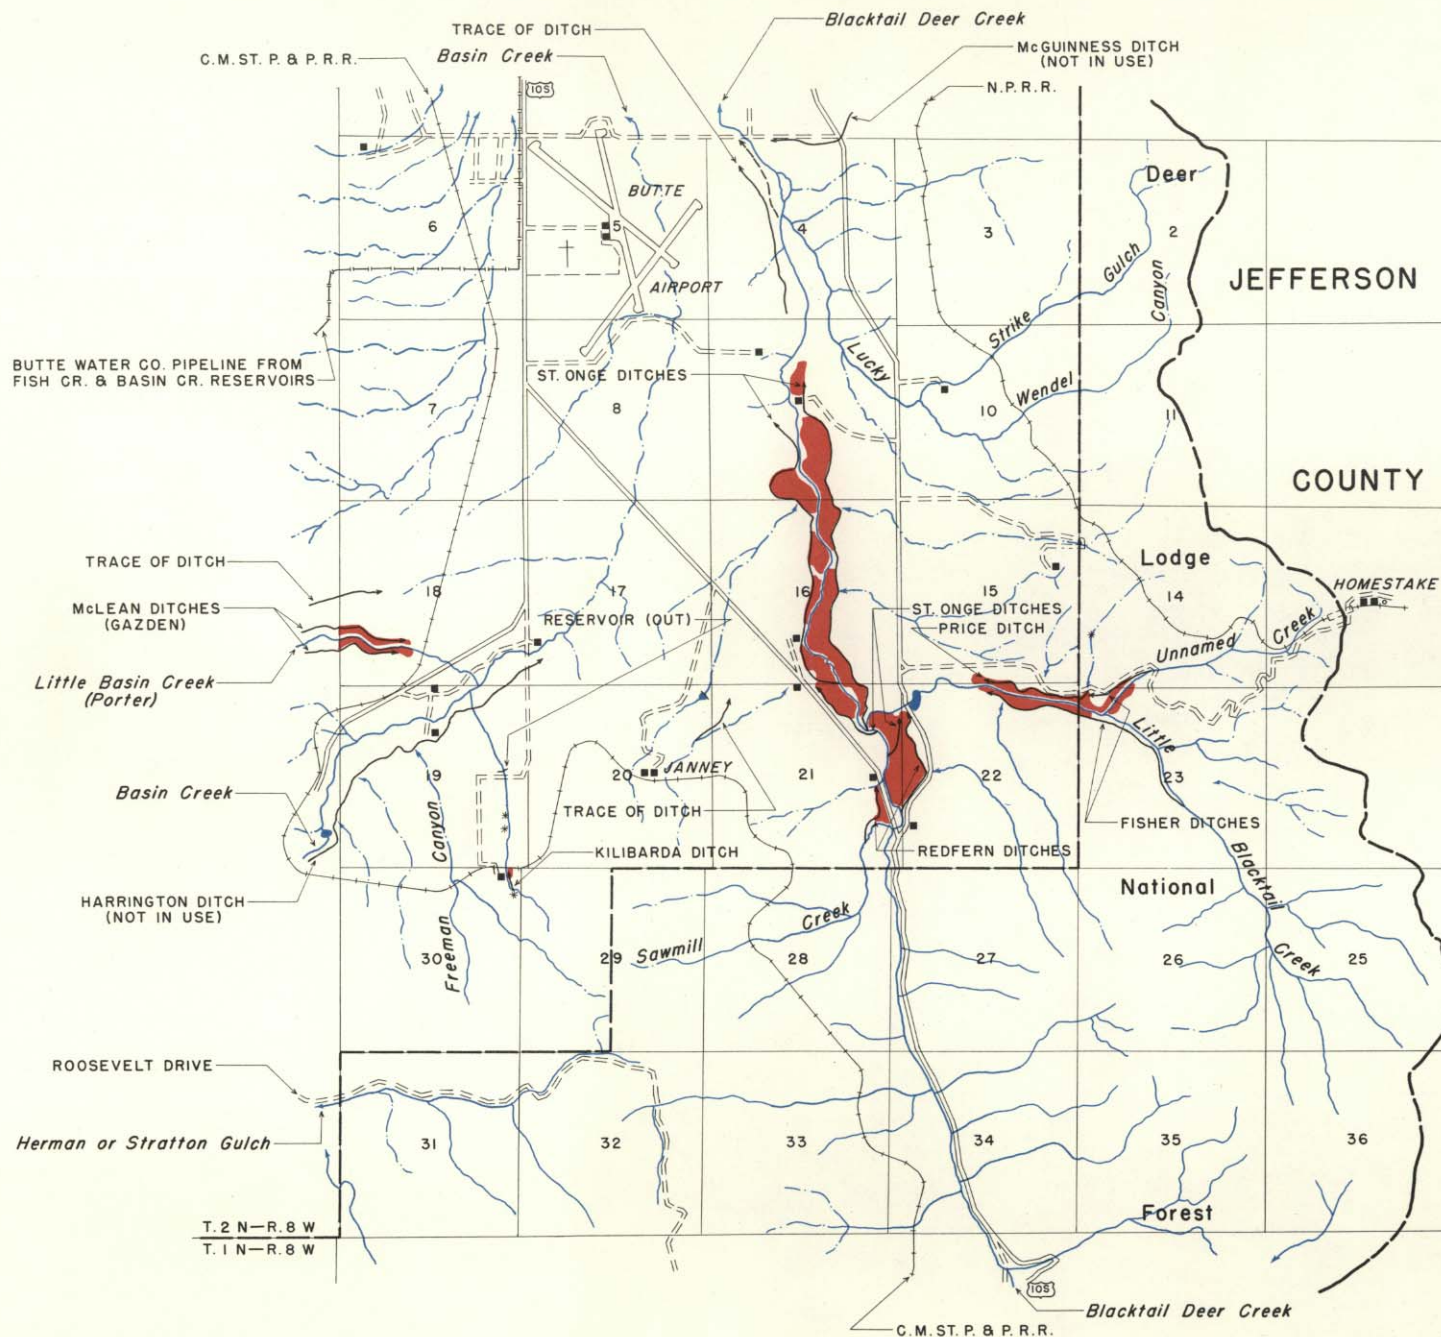 Blacktail Deer Creek
TRACE OF DITCH
Basin Creek
McGUINNESS DITCH
(NOT IN USE)
C.M.ST. P. & P. R.R.
N.P.R.R.
10S
Deer
BUTTE
6
5
4
3
2
Gulch
Canyon
JEFFERSON
AIRPORT
Strike
BUTTE WATER CO. PIPELINE FROM
FISH CR. & BASIN CR. RESERVOIRS
Lucky
ST. ONGE DITCHES
Wendel
7
8
10
11
COUNTY
TRACE OF DITCH
Lodge
HOMESTAKE
18
17
16
15
14
McLEAN DITCHES
(GAZDEN)
RESERVOIR (OUT)
ST. ONGE DITCHES
PRICE DITCH
Unnamed
Creek
Little Basin Creek
(Porter)
Little
19
20
JANNEY
21
22
23
Basin Creek
TRACE OF DITCH
FISHER DITCHES
Canyon
KILIBARDA DITCH
REDFERN DITCHES
Blacktail
HARRINGTON DITCH
(NOT IN USE)
National
Creek
Freeman
30
29
Sawmill
28
27
26
Creek
25
ROOSEVELT DRIVE
Herman or Stratton Gulch
31
32
33
34
35
36
Forest
T. 2 N—R. 8 W
T. 1 N—R. 8 W
10S
Blacktail Deer Creek
C.M.ST. P. & P. R.R.